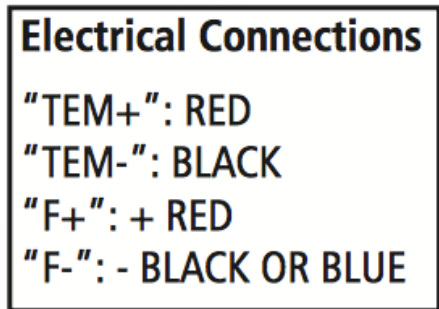 Electrical Connections
"TEM+": RED
"TEM-": BLACK
"F+": + RED
"F-": - BLACK OR BLUE